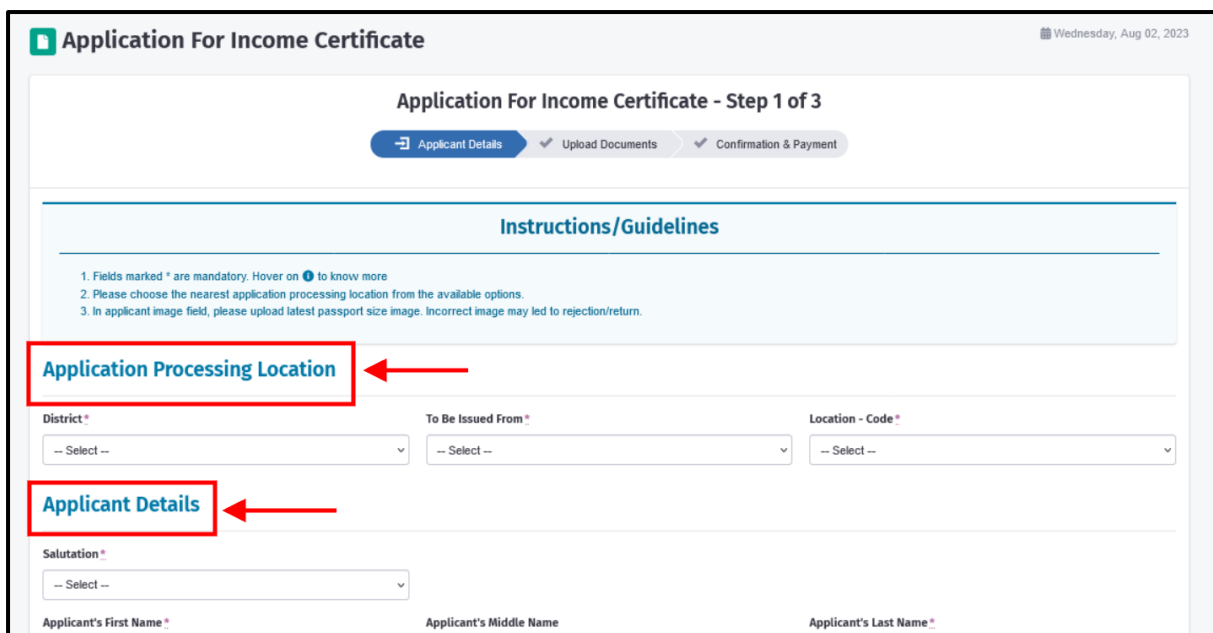 Application For Income Certificate
Wednesday, Aug 02, 2023
Application For Income Certificate - Step 1 of 3
Applicant Details Upload Documents Confirmation & Payment
Instructions/Guidelines
1. Fields marked * are mandatory. Hover on i to know more
2. Please choose the nearest application processing location from the available options.
3. In applicant image field, please upload latest passport size image. Incorrect image may led to rejection/return.
Application Processing Location
District* To Be Issued From* Location - Code*
-- Select -- -- Select -- -- Select --
Applicant Details
Salutation*
-- Select --
Applicant's First Name* Applicant's Middle Name Applicant's Last Name*